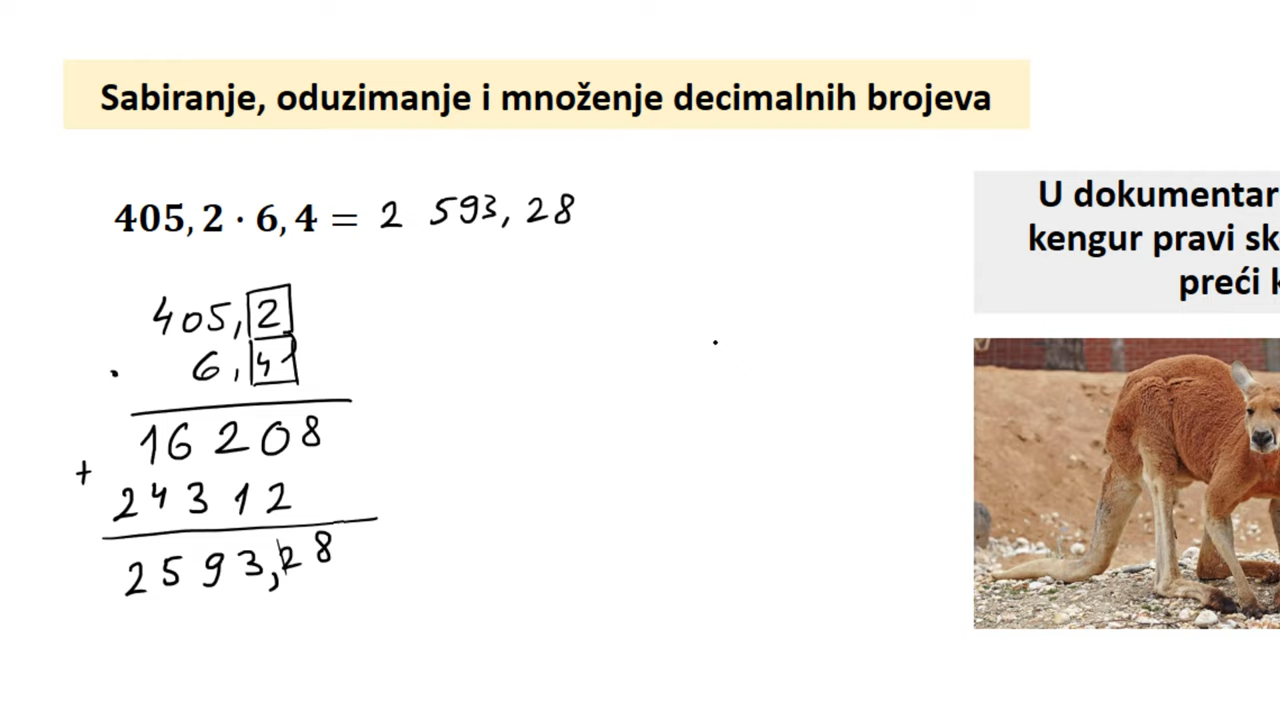 Sabiranje, oduzimanje i množenje decimalnih brojeva
405,2 · 6,4 = 2 593,28
405,2
· 6,4
16208
+
24312
2593,28
U dokumentar
kengur pravi sk
preći k